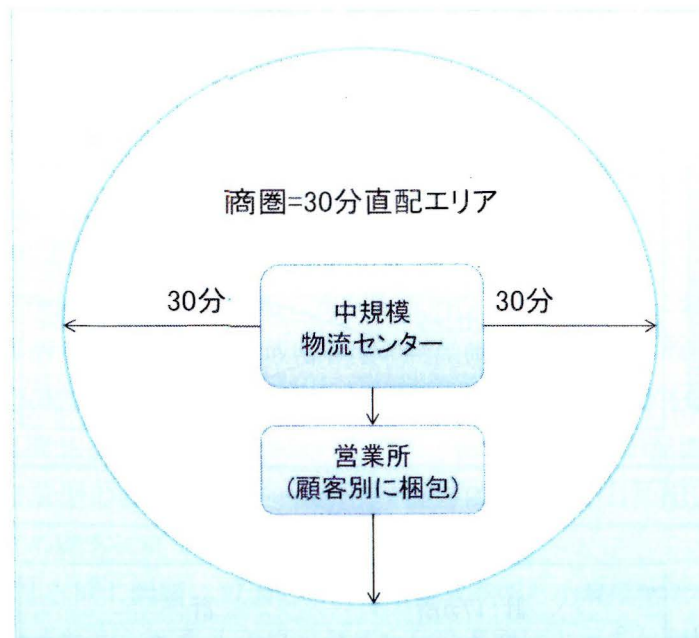 商圏=30分直配エリア
30分
30分
中規模
物流センター
営業所
(顧客別に梱包)